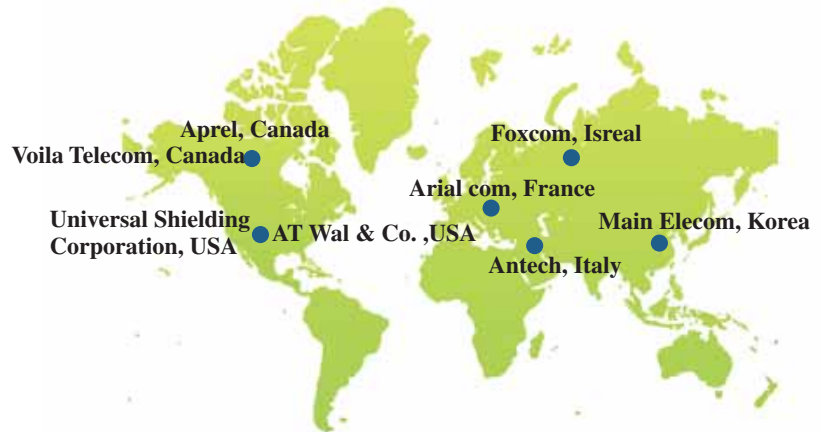 Aprel, Canada
Voila Telecom, Canada
Foxcom, Isreal
Arial com, France
Universal Shielding
Corporation, USA
AT Wal & Co. ,USA
Main Elecom, Korea
Antech, Italy